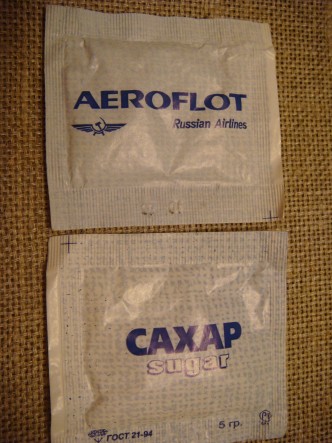 AEROFLOT
Russian Airlines
САХАР
sugar
ГОСТ 21-94
5 гр.